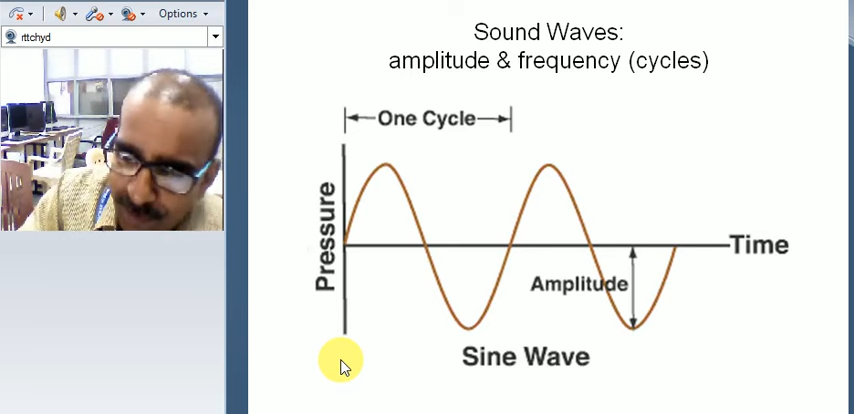 Options
rttchyd
Sound Waves:
amplitude & frequency (cycles)
One Cycle
Pressure
Time
Amplitude
Sine Wave